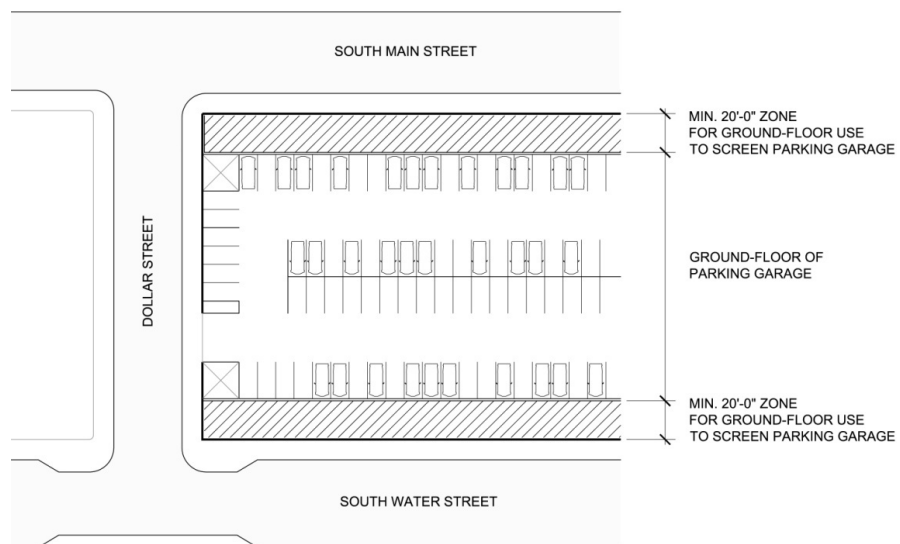 SOUTH MAIN STREET
MIN. 20'-0" ZONE
FOR GROUND-FLOOR USE
TO SCREEN PARKING GARAGE
DOLLAR STREET
GROUND-FLOOR OF
PARKING GARAGE
MIN. 20'-0" ZONE
FOR GROUND-FLOOR USE
TO SCREEN PARKING GARAGE
SOUTH WATER STREET